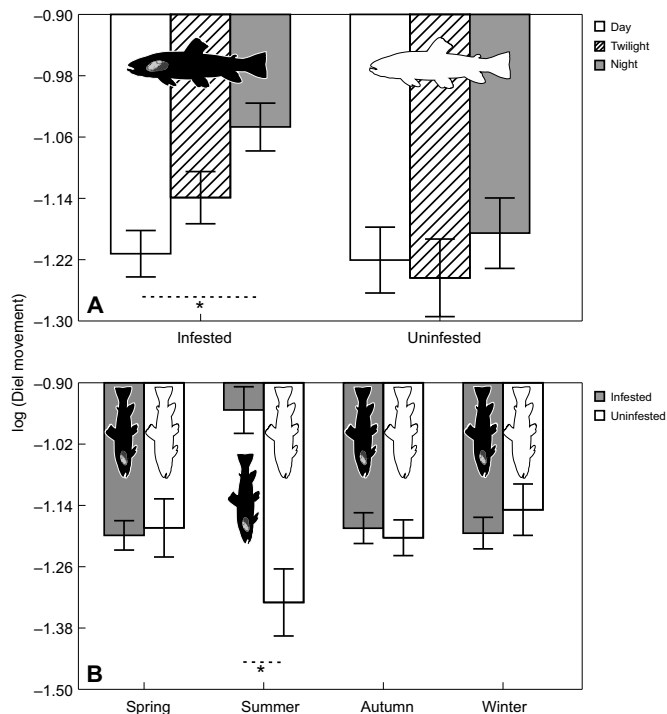 −0.90
−0.98
−1.06
−1.14
−1.22
−1.30
A
*
Infested
Uninfested
Day
Twilight
Night
log (Diel movement)
−0.90
−1.02
−1.14
−1.26
−1.38
−1.50
B
*
Spring
Summer
Autumn
Winter
Infested
Uninfested